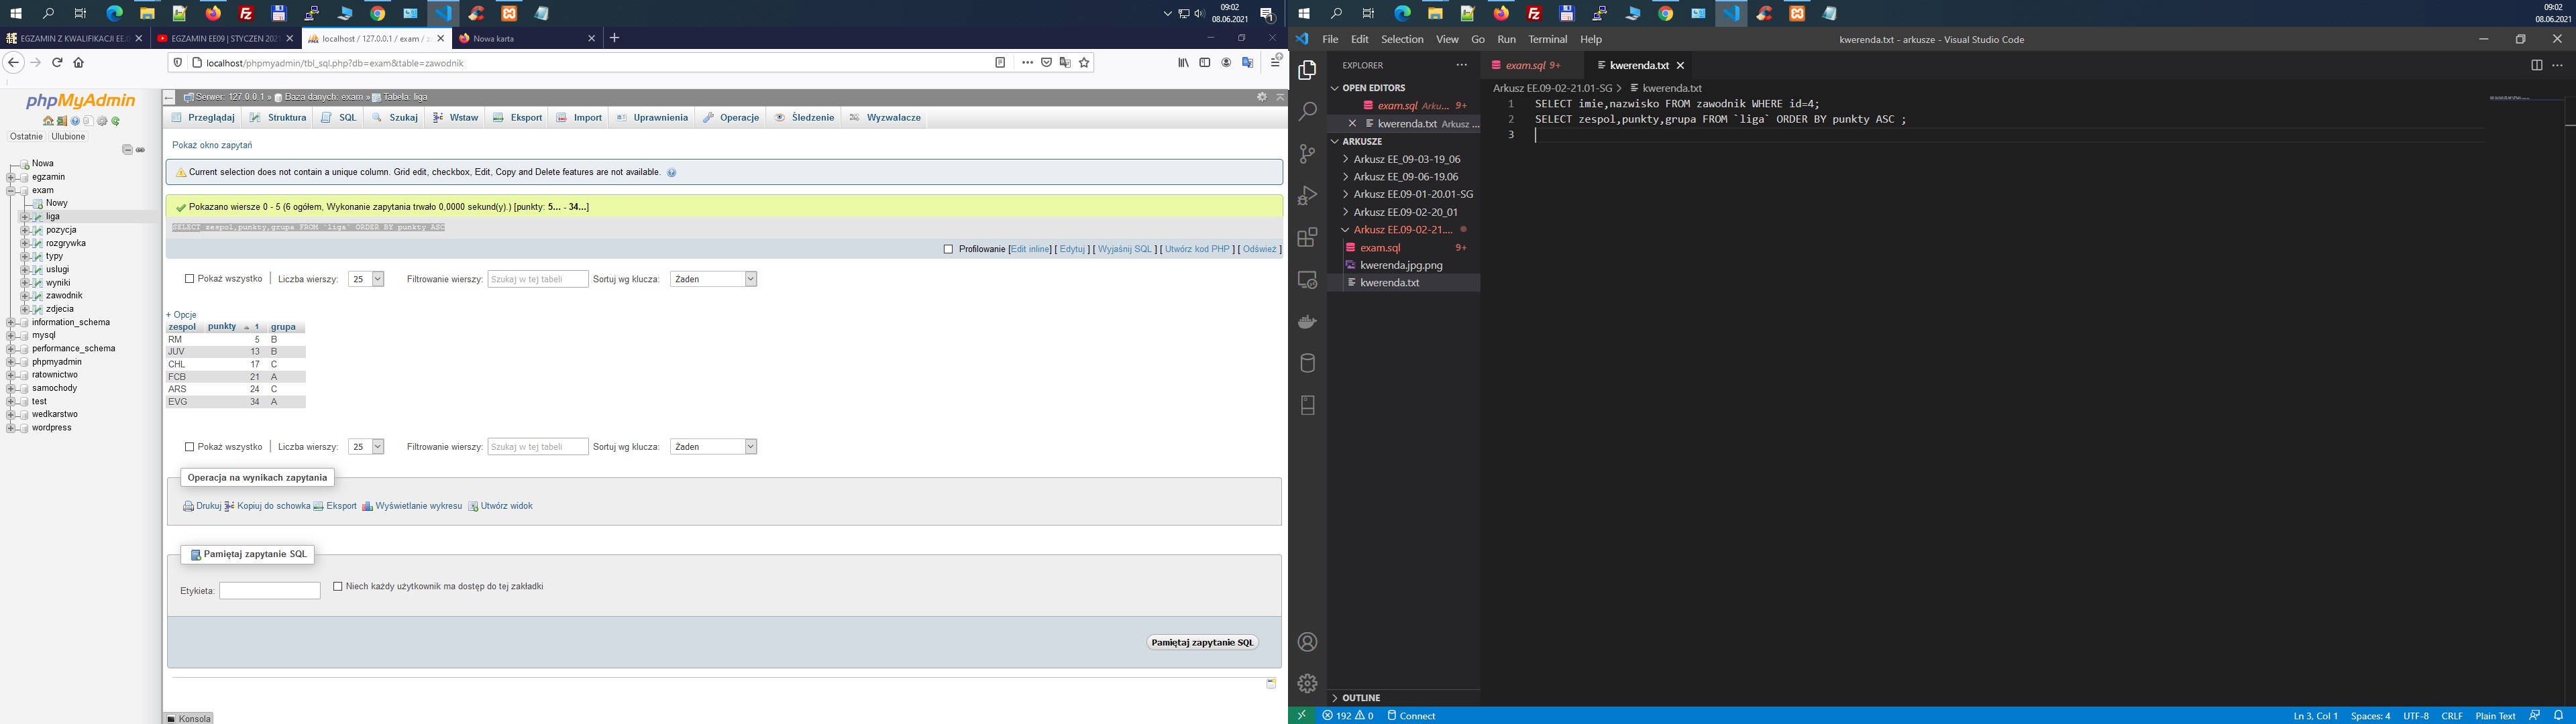 09:02
08.06.2021
1
EGZAMIN Z KWALIFIKACJI EE.0
EGZAMIN EE09 | STYCZEN 2021
localhost / 127.0.0.1 / exam / z
Nowa karta
localhost/phpmyadmin/tbl_sql.php?db=exam&table=zawodnik
phpMyAdmin
Ostatnie Ulubione
Nowa
egzamin
exam
Nowy
liga
pozycja
rozgrywka
typy
uslugi
wyniki
zawodnik
zdjecia
information_schema
mysql
performance_schema
phpmyadmin
ratownictwo
samochody
test
wedkarstwo
wordpress
Serwer: 127.0.0.1 » Baza danych: exam » Tabela: liga
Przeglądaj Struktura SQL Szukaj Wstaw Eksport Import Uprawnienia Operacje Śledzenie Wyzwalacze
Pokaż okno zapytań
Current selection does not contain a unique column. Grid edit, checkbox, Edit, Copy and Delete features are not available.
Pokazano wiersze 0 - 5 (6 ogółem, Wykonanie zapytania trwało 0,0000 sekund(y).) [punkty: 5... - 34...]
SELECT zespol,punkty,grupa FROM `liga` ORDER BY punkty ASC
Profilowanie [Edit inline] [ Edytuj ] [ Wyjaśnij SQL ] [ Utwórz kod PHP ] [ Odśwież ]
Pokaż wszystko | Liczba wierszy: 25 Filtrowanie wierszy: Szukaj w tej tabeli Sortuj wg klucza: Żaden
+ Opcje
zespol punkty 1 grupa
RM 5 B
JUV 13 B
CHL 17 C
FCB 21 A
ARS 24 C
EVG 34 A
Pokaż wszystko | Liczba wierszy: 25 Filtrowanie wierszy: Szukaj w tej tabeli Sortuj wg klucza: Żaden
Operacja na wynikach zapytania
Drukuj Kopiuj do schowka Eksport Wyświetlanie wykresu Utwórz widok
Pamiętaj zapytanie SQL
Etykieta: Niech każdy użytkownik ma dostęp do tej zakładki
Pamiętaj zapytanie SQL
Konsola
09:02
08.06.2021
File Edit Selection View Go Run Terminal Help
kwerenda.txt - arkusze - Visual Studio Code
EXPLORER
OPEN EDITORS
exam.sql Arku... 9+
kwerenda.txt Arkusz ...
ARKUSZE
Arkusz EE_09-03-19_06
Arkusz EE_09-06-19.06
Arkusz EE.09-01-20.01-SG
Arkusz EE.09-02-20_01
Arkusz EE.09-02-21....
exam.sql 9+
kwerenda.jpg.png
kwerenda.txt
OUTLINE
exam.sql 9+
kwerenda.txt
Arkusz EE.09-02-21.01-SG > kwerenda.txt
1 SELECT imie,nazwisko FROM zawodnik WHERE id=4;
2 SELECT zespol,punkty,grupa FROM `liga` ORDER BY punkty ASC ;
3
192 0 Connect
Ln 3, Col 1 Spaces: 4 UTF-8 CRLF Plain Text